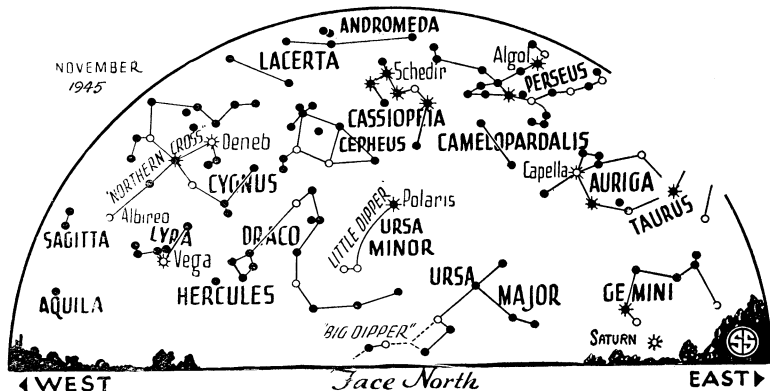 ANDROMEDA
LACERTA
NOVEMBER
1945
Schedir
Algol
PERSEUS
CASSIOPEIA
CEPHEUS
CAMELOPARDALIS
"NORTHERN CROSS"
Deneb
CYGNUS
Capella
AURIGA
TAURUS
Albireo
SAGITTA
LYRA
Vega
DRACO
LITTLE DIPPER
Polaris
URSA
MINOR
AQUILA
HERCULES
URSA
MAJOR
GEMINI
"BIG DIPPER"
SATURN
SS
WEST
Face North
EAST